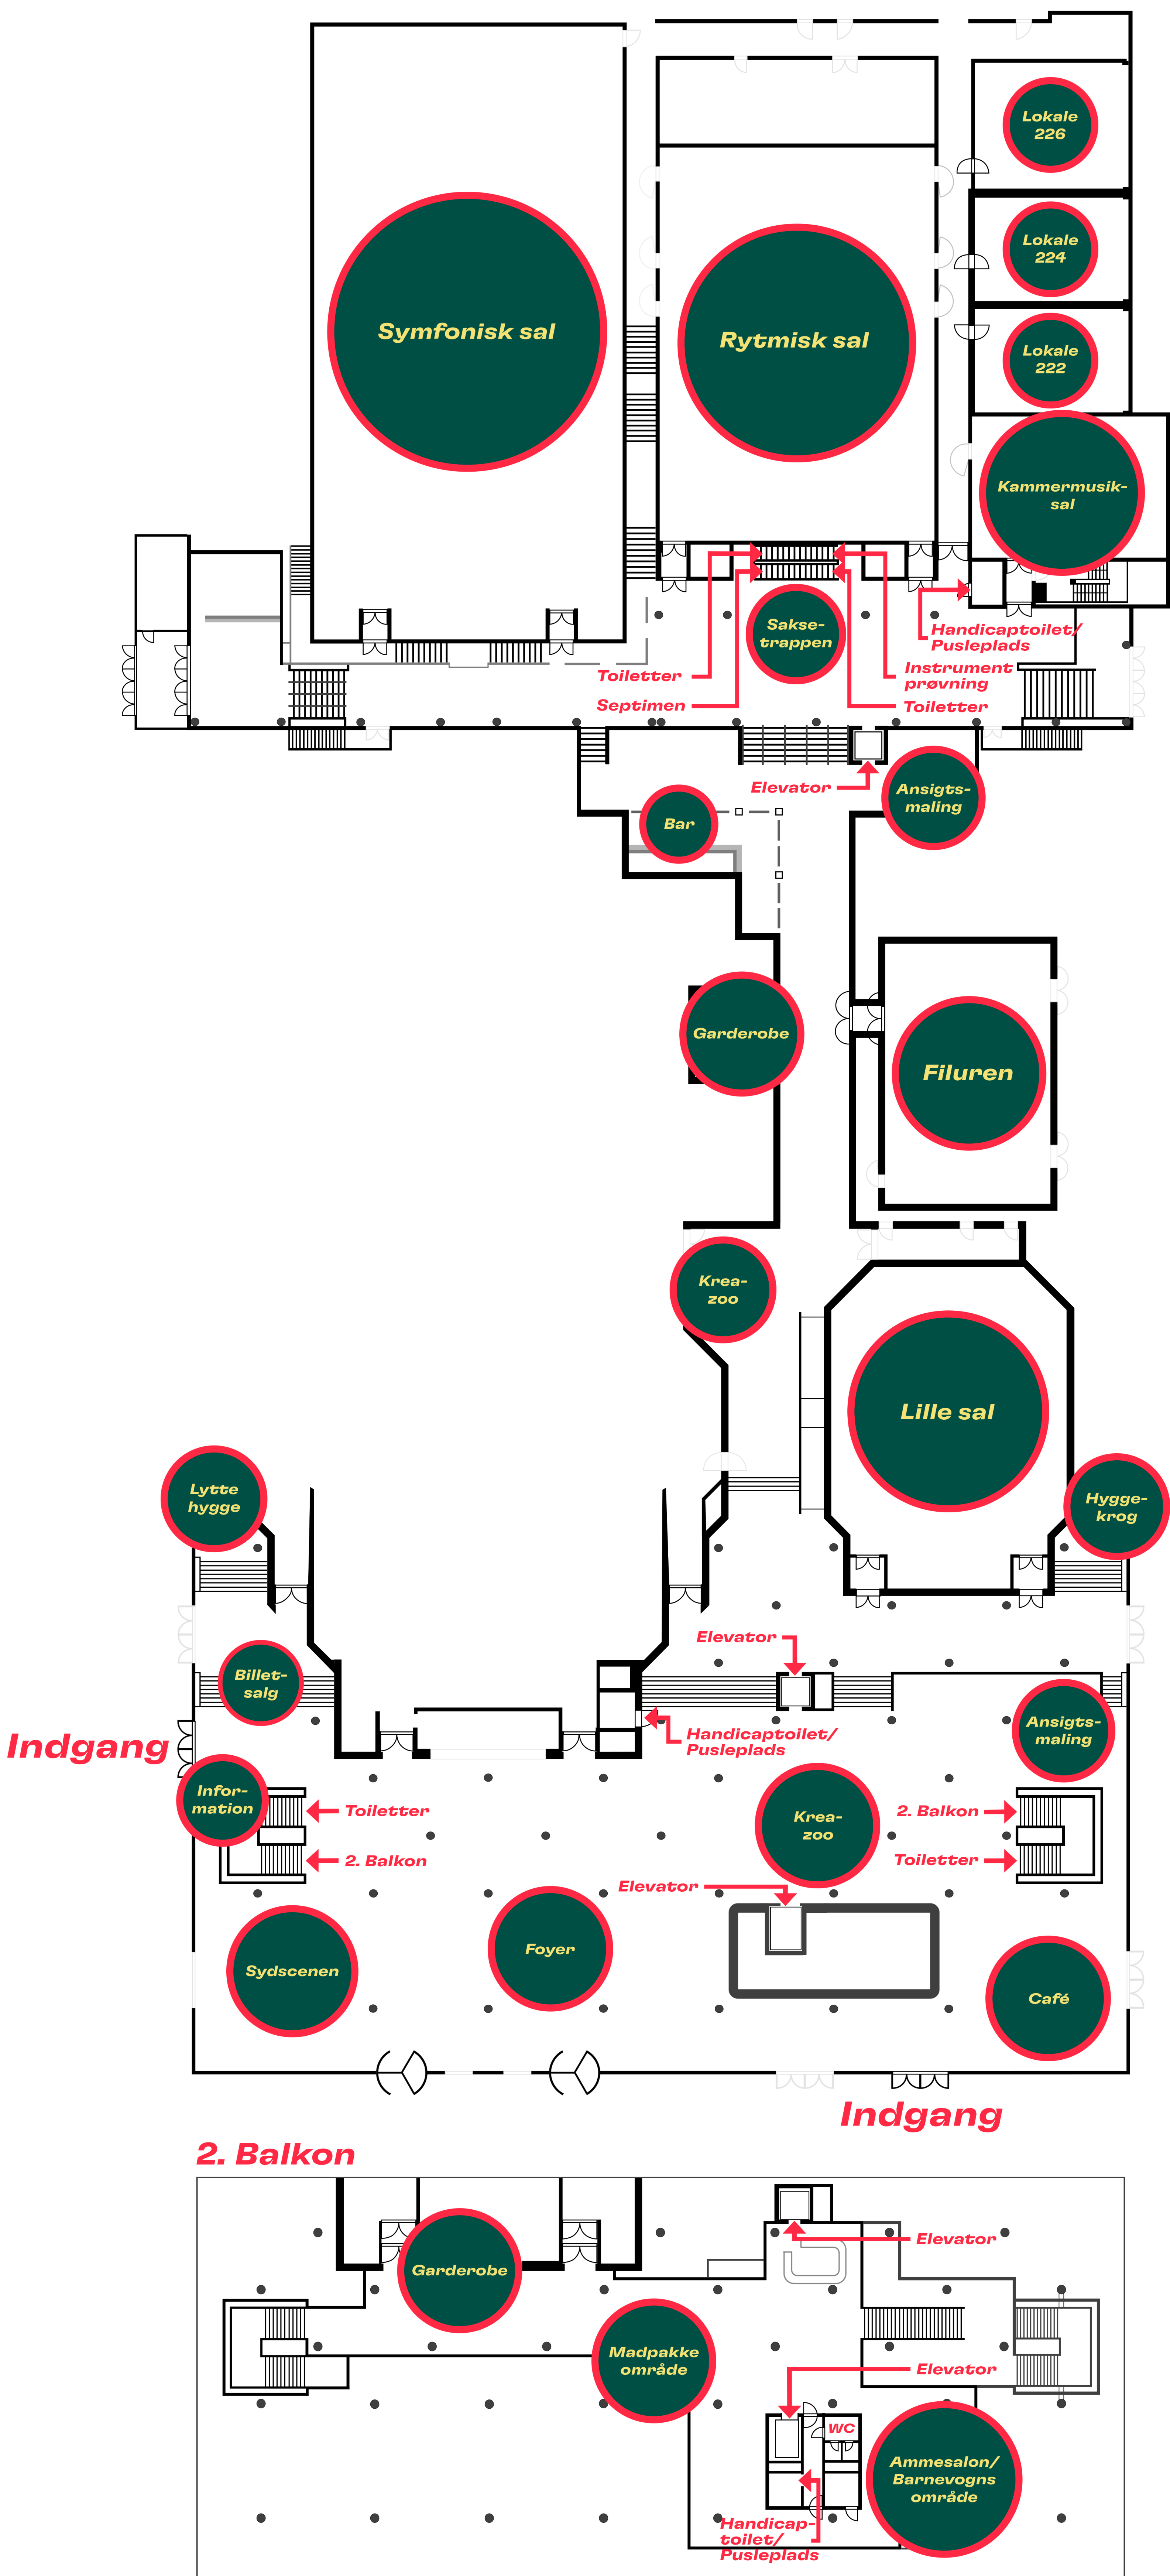 Lokale
226
Lokale
224
Symfonisk sal
Rytmisk sal
Lokale
222
Kammermusik-
sal
Sakse-
trappen
Handicaptoilet/
Pusleplads
Toiletter
Instrument
prøvning
Septimen
Toiletter
Elevator
Ansigts-
maling
Bar
Garderobe
Filuren
Krea-
zoo
Lille sal
Lytte
hygge
Hygge-
krog
Elevator
Billet-
salg
Handicaptoilet/
Pusleplads
Ansigts-
maling
Indgang
Infor-
mation
Toiletter
2. Balkon
Krea-
zoo
2. Balkon
Toiletter
Elevator
Sydscenen
Foyer
Café
Indgang
2. Balkon
Elevator
Garderobe
Madpakke
område
Elevator
WC
Ammesalon/
Barnevogns
område
Handicap-
toilet/
Pusleplads